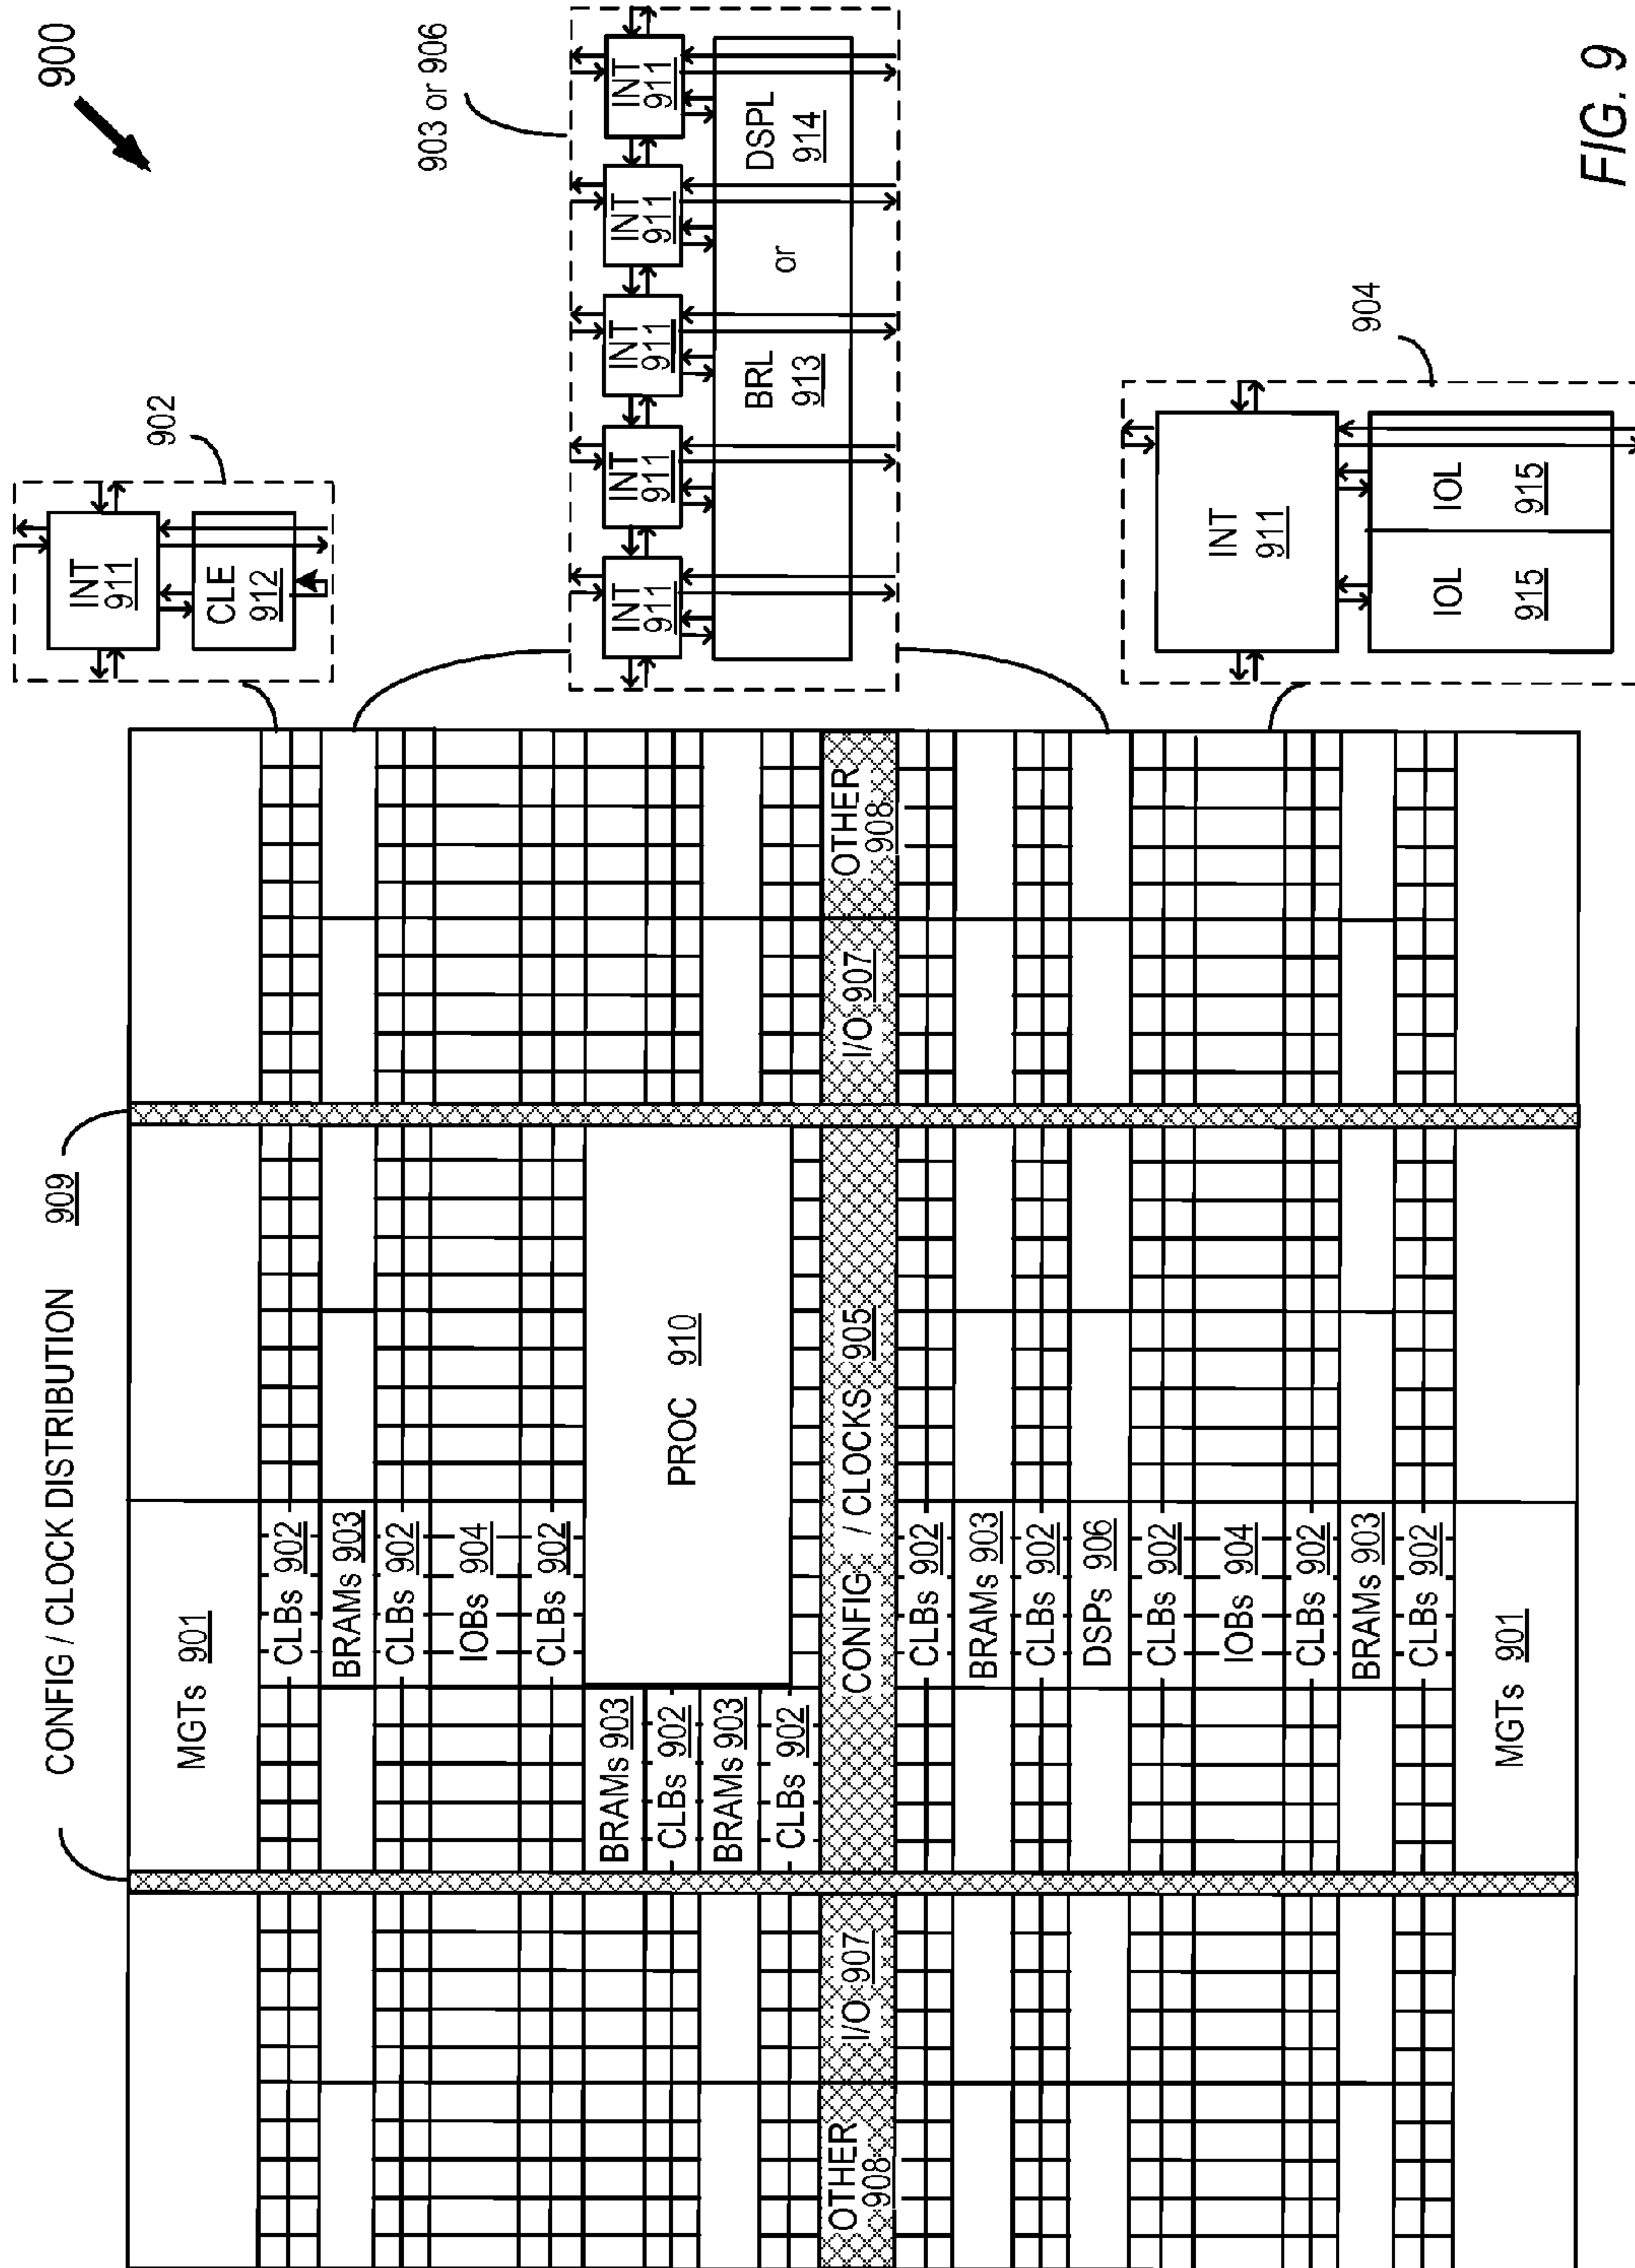 900
CONFIG / CLOCK DISTRIBUTION 909
902
INT
911
CLE
912
MGTs 901
CLBs 902
BRAMs 903
CLBs 902
IOBs 904
CLBs 902
PROC 910
BRAMs 903
CLBs 902
BRAMs 903
CLBs 902
OTHER
908
I/O 907
CONFIG / CLOCKS 905
I/O 907
OTHER
908
CLBs 902
BRAMs 903
CLBs 902
DSPs 906
CLBs 902
IOBs 904
CLBs 902
BRAMs 903
CLBs 902
MGTs 901
903 or 906
INT
911
INT
911
INT
911
INT
911
INT
911
BRL
913
or
DSPL
914
904
INT
911
IOL
915
IOL
915
FIG. 9